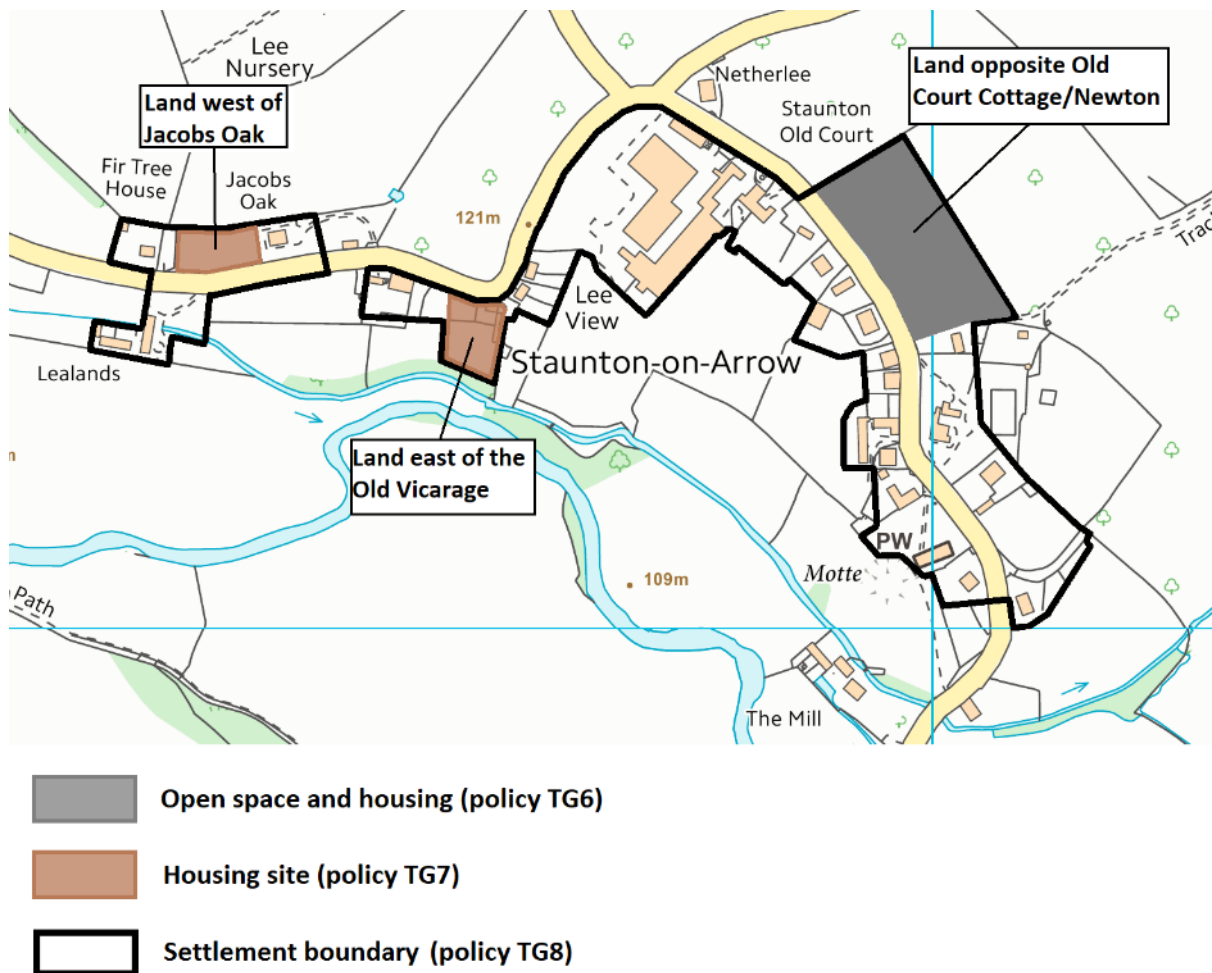 Lee
Nursery
Land west of
Jacobs Oak
Fir Tree
House
Jacobs
Oak
121m
Netherlee
Staunton
Old Court
Land opposite Old
Court Cottage/Newton
Trac
Lee
View
Staunton-on-Arrow
Lealands
Land east of the
Old Vicarage
PW
Motte
109m
m
Path
The Mill
Open space and housing (policy TG6)
Housing site (policy TG7)
Settlement boundary (policy TG8)